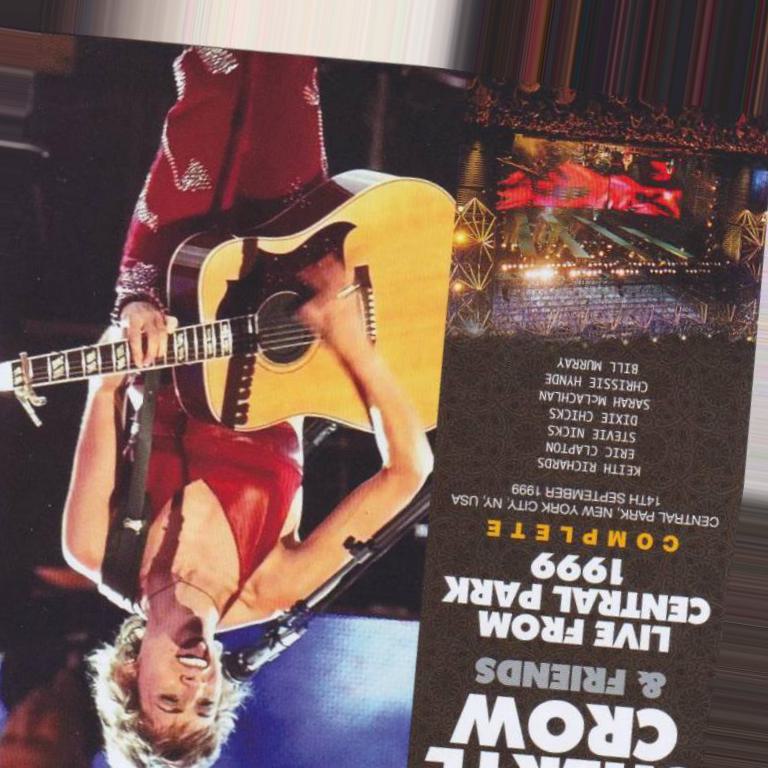 CROW
& FRIENDS
LIVE FROM
CENTRAL PARK
1999
COMPLETE
CENTRAL PARK, NEW YORK CITY, NY, USA
14TH SEPTEMBER 1999
KEITH RICHARDS
ERIC CLAPTON
STEVIE NICKS
DIXIE CHICKS
SARAH McLACHLAN
CHRISSIE HYNDE
BILL MURRAY